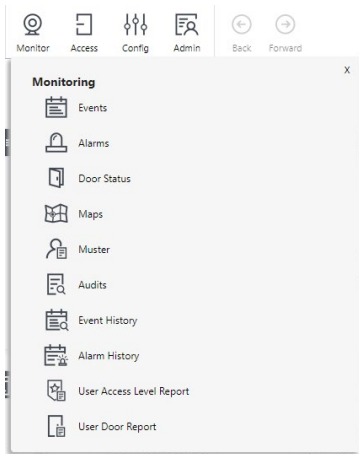 Monitor Access Config Admin Back Forward
X
Monitoring
Events
Alarms
Door Status
Maps
Muster
Audits
Event History
Alarm History
User Access Level Report
User Door Report